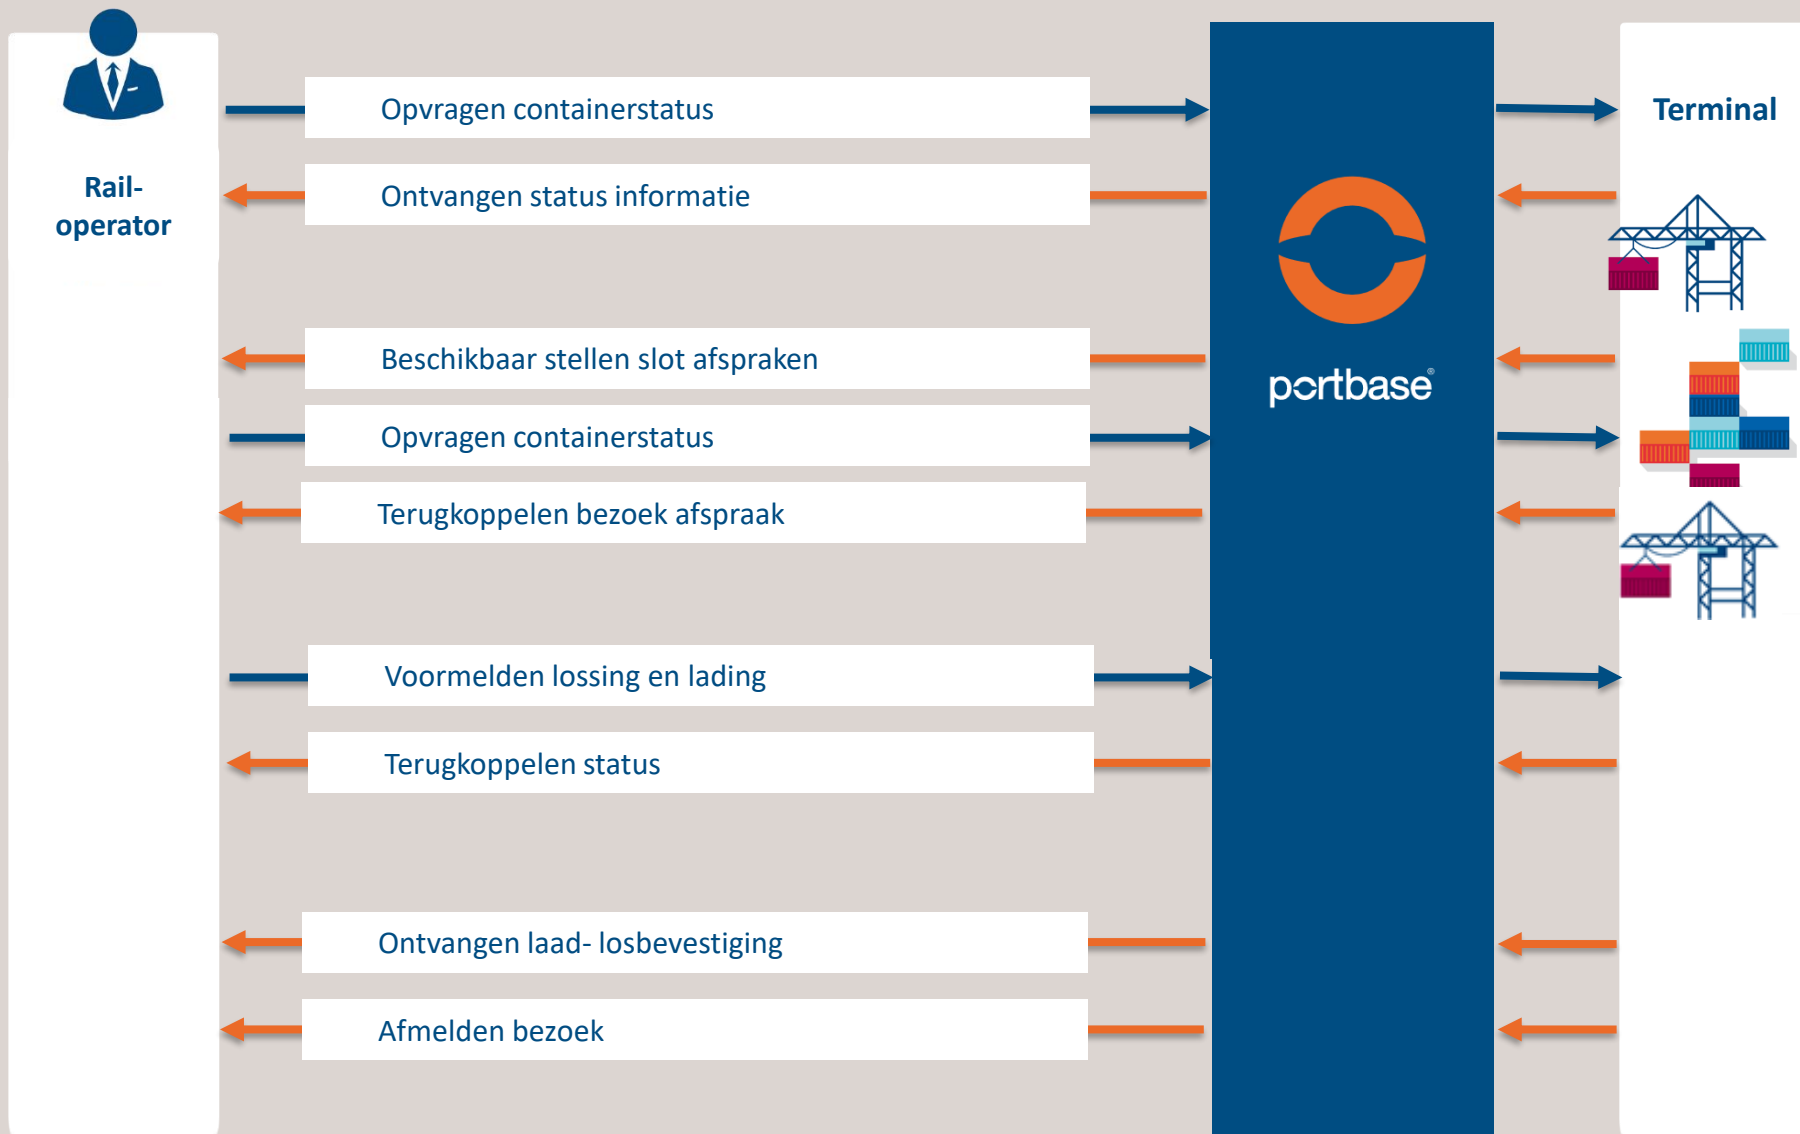 Opvragen containerstatus
Terminal
Rail-
operator
Ontvangen status informatie
Beschikbaar stellen slot afspraken
portbase®
Opvragen containerstatus
Terugkoppelen bezoek afspraak
Voormelden lossing en lading
Terugkoppelen status
Ontvangen laad- losbevestiging
Afmelden bezoek